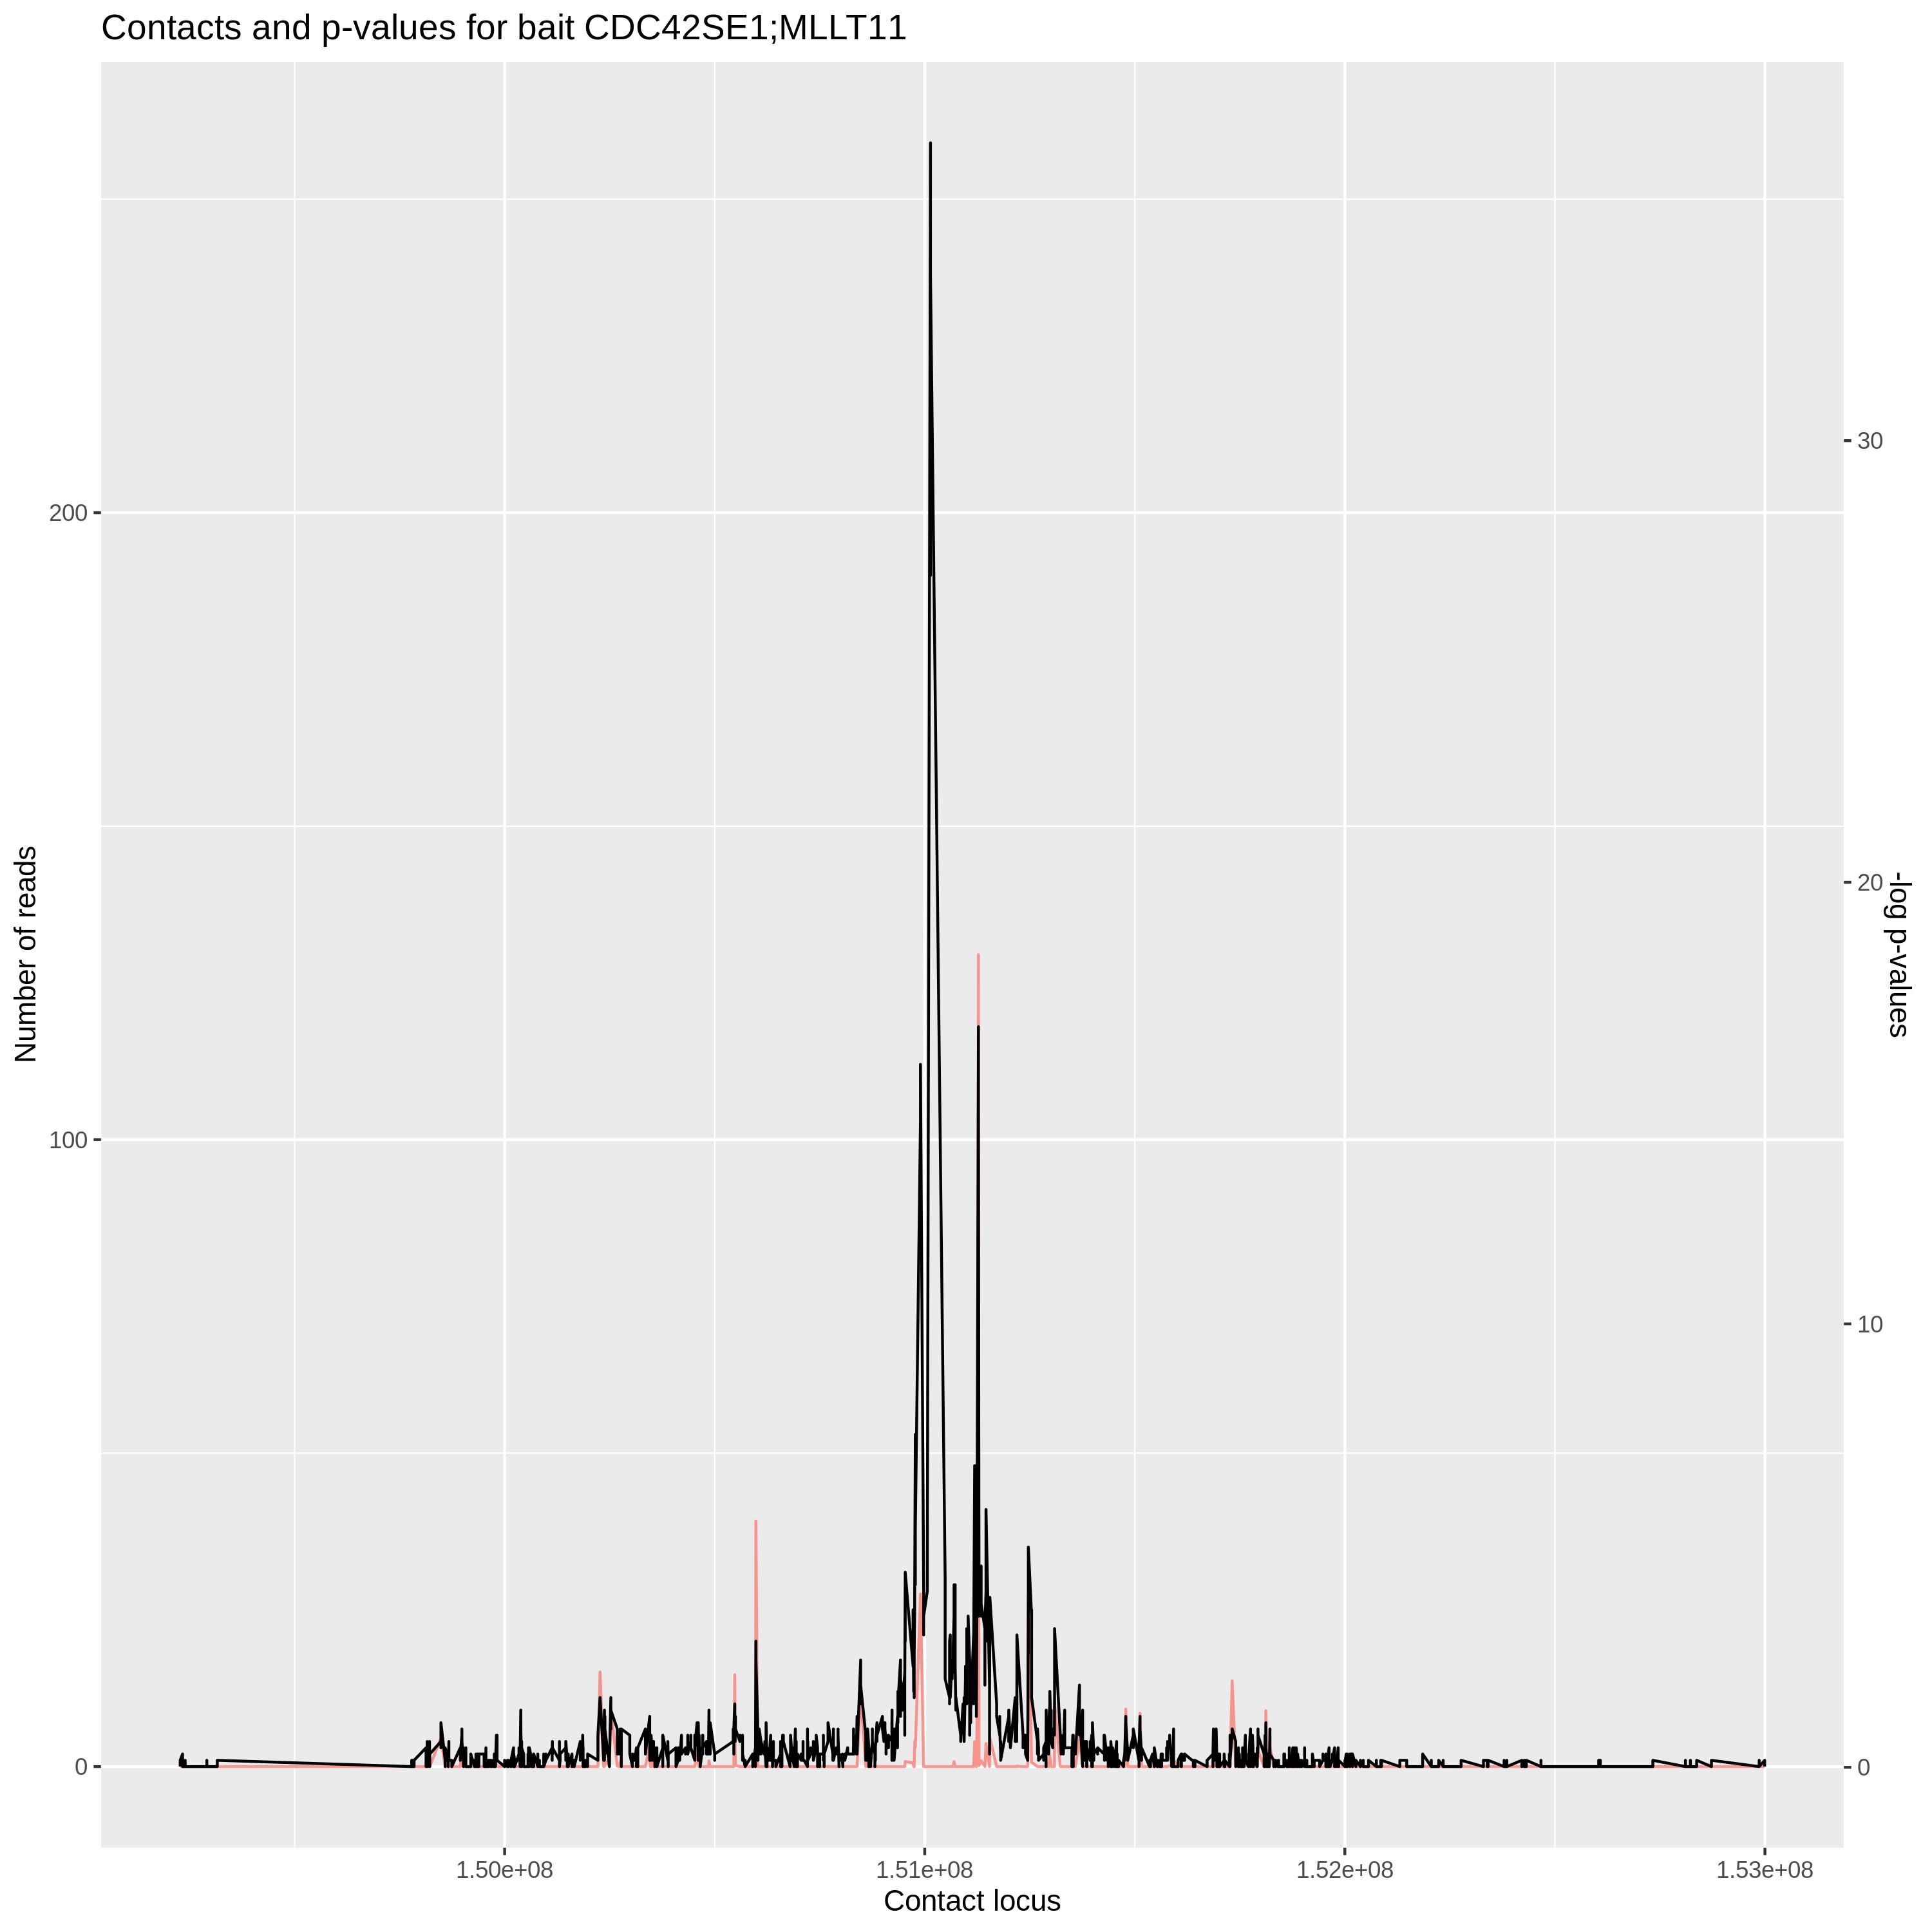 Contacts and p-values for bait CDC42SE1;MLLT11
Number of reads
200
100
0
30
20
10
0
-log p-values
1.50e+08
1.51e+08
1.52e+08
1.53e+08
Contact locus